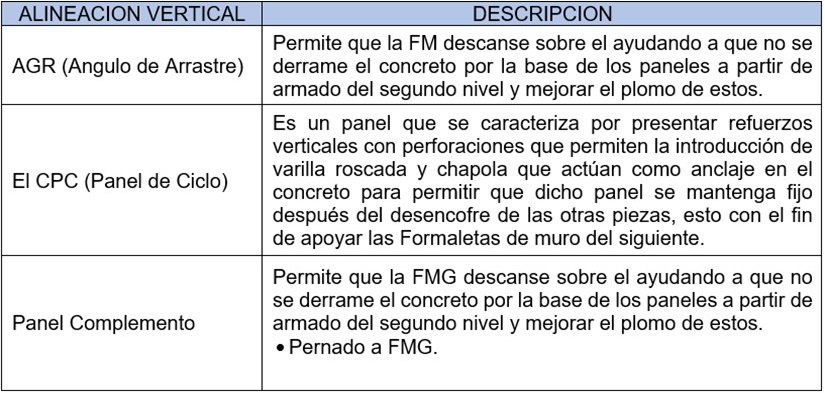 ALINEACION VERTICAL DESCRIPCION
AGR (Angulo de Arrastre)
Permite que la FM descanse sobre el ayudando a que no se
derrame el concreto por la base de los paneles a partir de
armado del segundo nivel y mejorar el plomo de estos.
El CPC (Panel de Ciclo)
Es un panel que se caracteriza por presentar refuerzos
verticales con perforaciones que permiten la introducción de
varilla roscada y chapola que actúan como anclaje en el
concreto para permitir que dicho panel se mantenga fijo
después del desencofre de las otras piezas, esto con el fin
de apoyar las Formaletas de muro del siguiente.
Panel Complemento
Permite que la FMG descanse sobre el ayudando a que no
se derrame el concreto por la base de los paneles a partir de
armado del segundo nivel y mejorar el plomo de estos.
• Pernado a FMG.